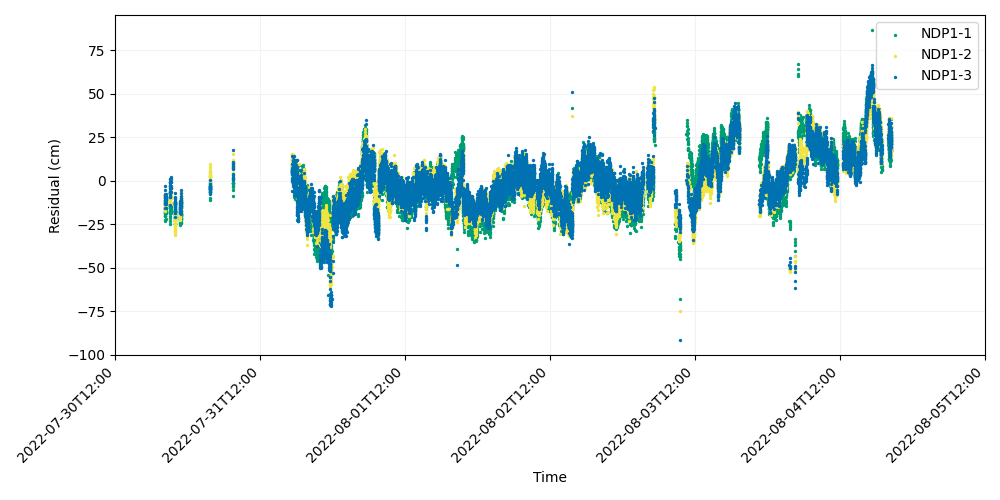 NDP1-1
NDP1-2
NDP1-3
75
50
25
0
−25
−50
−75
−100
Residual (cm)
2022-07-30T12:00
2022-07-31T12:00
2022-08-01T12:00
2022-08-02T12:00
2022-08-03T12:00
2022-08-04T12:00
2022-08-05T12:00
Time